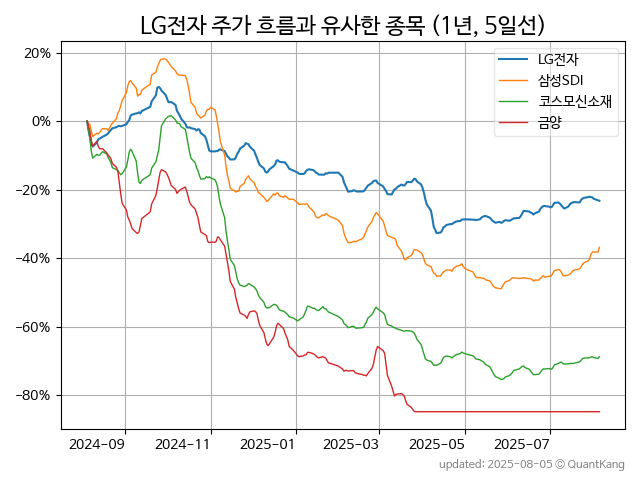 LG전자 주가 흐름과 유사한 종목 (1년, 5일선)
20%
0%
−20%
−40%
−60%
−80%
LG전자
삼성SDI
코스모신소재
금양
2024−09
2024−11
2025−01
2025−03
2025−05
2025−07
updated: 2025-08-05 © QuantKang